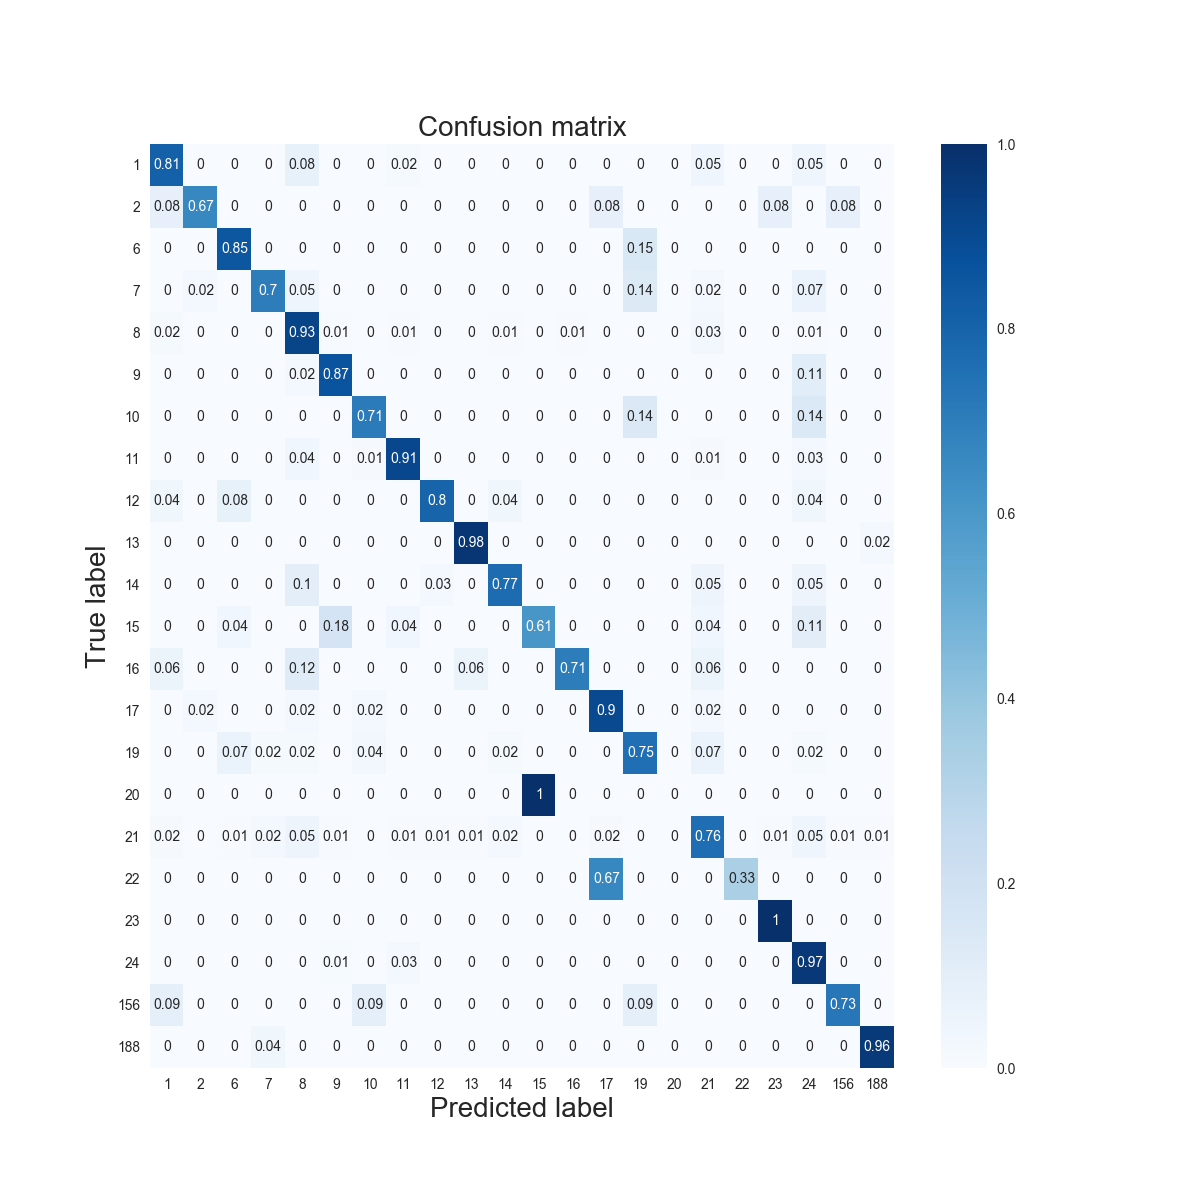 Confusion matrix
1 0.81 0 0 0 0.08 0 0 0.02 0 0 0 0 0 0 0 0 0.05 0 0 0.05 0 0
2 0.08 0.67 0 0 0 0 0 0 0 0 0 0 0 0.08 0 0 0 0 0.08 0 0.08 0
6 0 0 0.85 0 0 0 0 0 0 0 0 0 0 0 0.15 0 0 0 0 0 0 0
7 0 0.02 0 0.7 0.05 0 0 0 0 0 0 0 0 0 0.14 0 0.02 0 0 0.07 0 0
8 0.02 0 0 0 0.93 0.01 0 0.01 0 0 0.01 0 0.01 0 0 0 0.03 0 0 0.01 0 0
9 0 0 0 0 0.02 0.87 0 0 0 0 0 0 0 0 0 0 0 0 0 0.11 0 0
10 0 0 0 0 0 0 0.71 0 0 0 0 0 0 0 0.14 0 0 0 0 0.14 0 0
11 0 0 0 0 0.04 0 0.01 0.91 0 0 0 0 0 0 0 0 0.01 0 0 0.03 0 0
12 0.04 0 0.08 0 0 0 0 0 0.8 0 0.04 0 0 0 0 0 0 0 0 0.04 0 0
13 0 0 0 0 0 0 0 0 0 0.98 0 0 0 0 0 0 0 0 0 0 0 0.02
14 0 0 0 0 0.1 0 0 0 0.03 0 0.77 0 0 0 0 0 0.05 0 0 0.05 0 0
15 0 0 0.04 0 0 0.18 0 0.04 0 0 0 0.61 0 0 0 0 0.04 0 0 0.11 0 0
16 0.06 0 0 0 0.12 0 0 0 0 0.06 0 0 0.71 0 0 0 0.06 0 0 0 0 0
17 0 0.02 0 0 0.02 0 0.02 0 0 0 0 0 0 0.9 0 0 0.02 0 0 0 0 0
19 0 0 0.07 0.02 0.02 0 0.04 0 0 0 0.02 0 0 0 0.75 0 0.07 0 0 0.02 0 0
20 0 0 0 0 0 0 0 0 0 0 0 1 0 0 0 0 0 0 0 0 0 0
21 0.02 0 0.01 0.02 0.05 0.01 0 0.01 0.01 0.01 0.02 0 0 0.02 0 0 0.76 0 0.01 0.05 0.01 0.01
22 0 0 0 0 0 0 0 0 0 0 0 0 0 0.67 0 0 0 0.33 0 0 0 0
23 0 0 0 0 0 0 0 0 0 0 0 0 0 0 0 0 0 0 1 0 0 0
24 0 0 0 0 0 0.01 0 0.03 0 0 0 0 0 0 0 0 0 0 0 0.97 0 0
156 0.09 0 0 0 0 0 0.09 0 0 0 0 0 0 0 0.09 0 0 0 0 0 0.73 0
188 0 0 0 0.04 0 0 0 0 0 0 0 0 0 0 0 0 0 0 0 0 0 0.96
1 2 6 7 8 9 10 11 12 13 14 15 16 17 19 20 21 22 23 24 156 188
Predicted label
True label
1.0
0.8
0.6
0.4
0.2
0.0